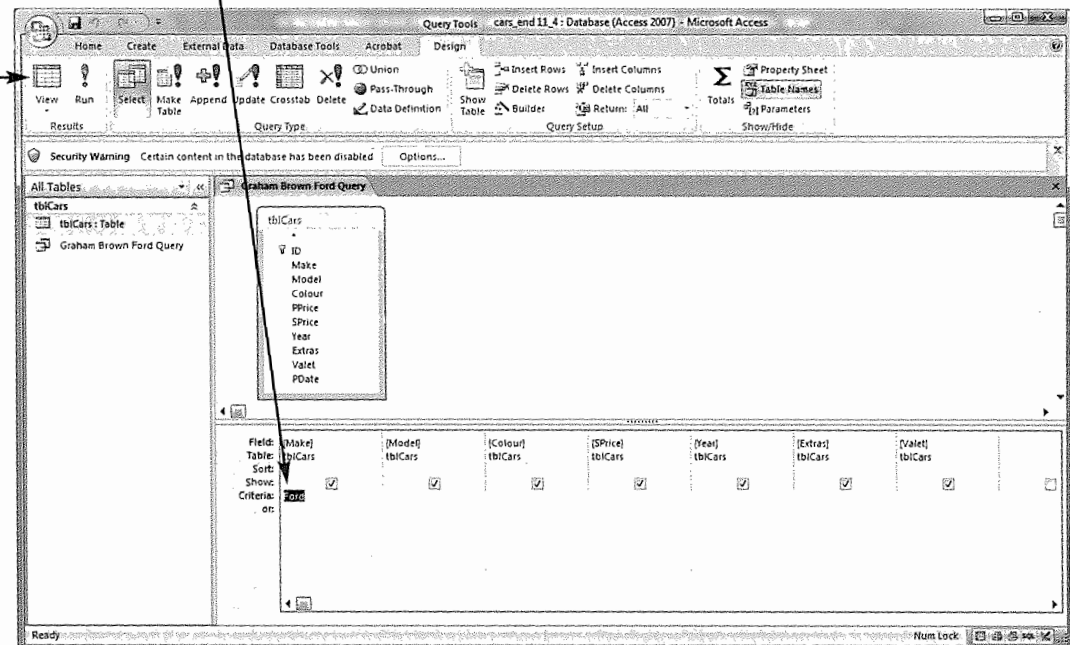 Query Tools cars_end 11_4 : Database (Access 2007) - Microsoft Access
Home Create External Data Database Tools Acrobat Design
View Run Select Make Table Append Update Crosstab Delete
Union
Pass-Through
Data Definition
Show Table
Insert Rows
Delete Rows
Builder
Insert Columns
Delete Columns
Return: All
Totals
Property Sheet
Table Names
Parameters
Results Query Type Query Setup Show/Hide
Security Warning Certain content in the database has been disabled Options...
All Tables
tblCars
tblCars : Table
Graham Brown Ford Query
Graham Brown Ford Query
tblCars
*
ID
Make
Model
Colour
PPrice
SPrice
Year
Extras
Valet
PDate
Field: [Make] [Model] [Colour] [SPrice] [Year] [Extras] [Valet]
Table: tblCars tblCars tblCars tblCars tblCars tblCars tblCars
Sort:
Show:
Criteria: Ford
or:
Ready Num Lock